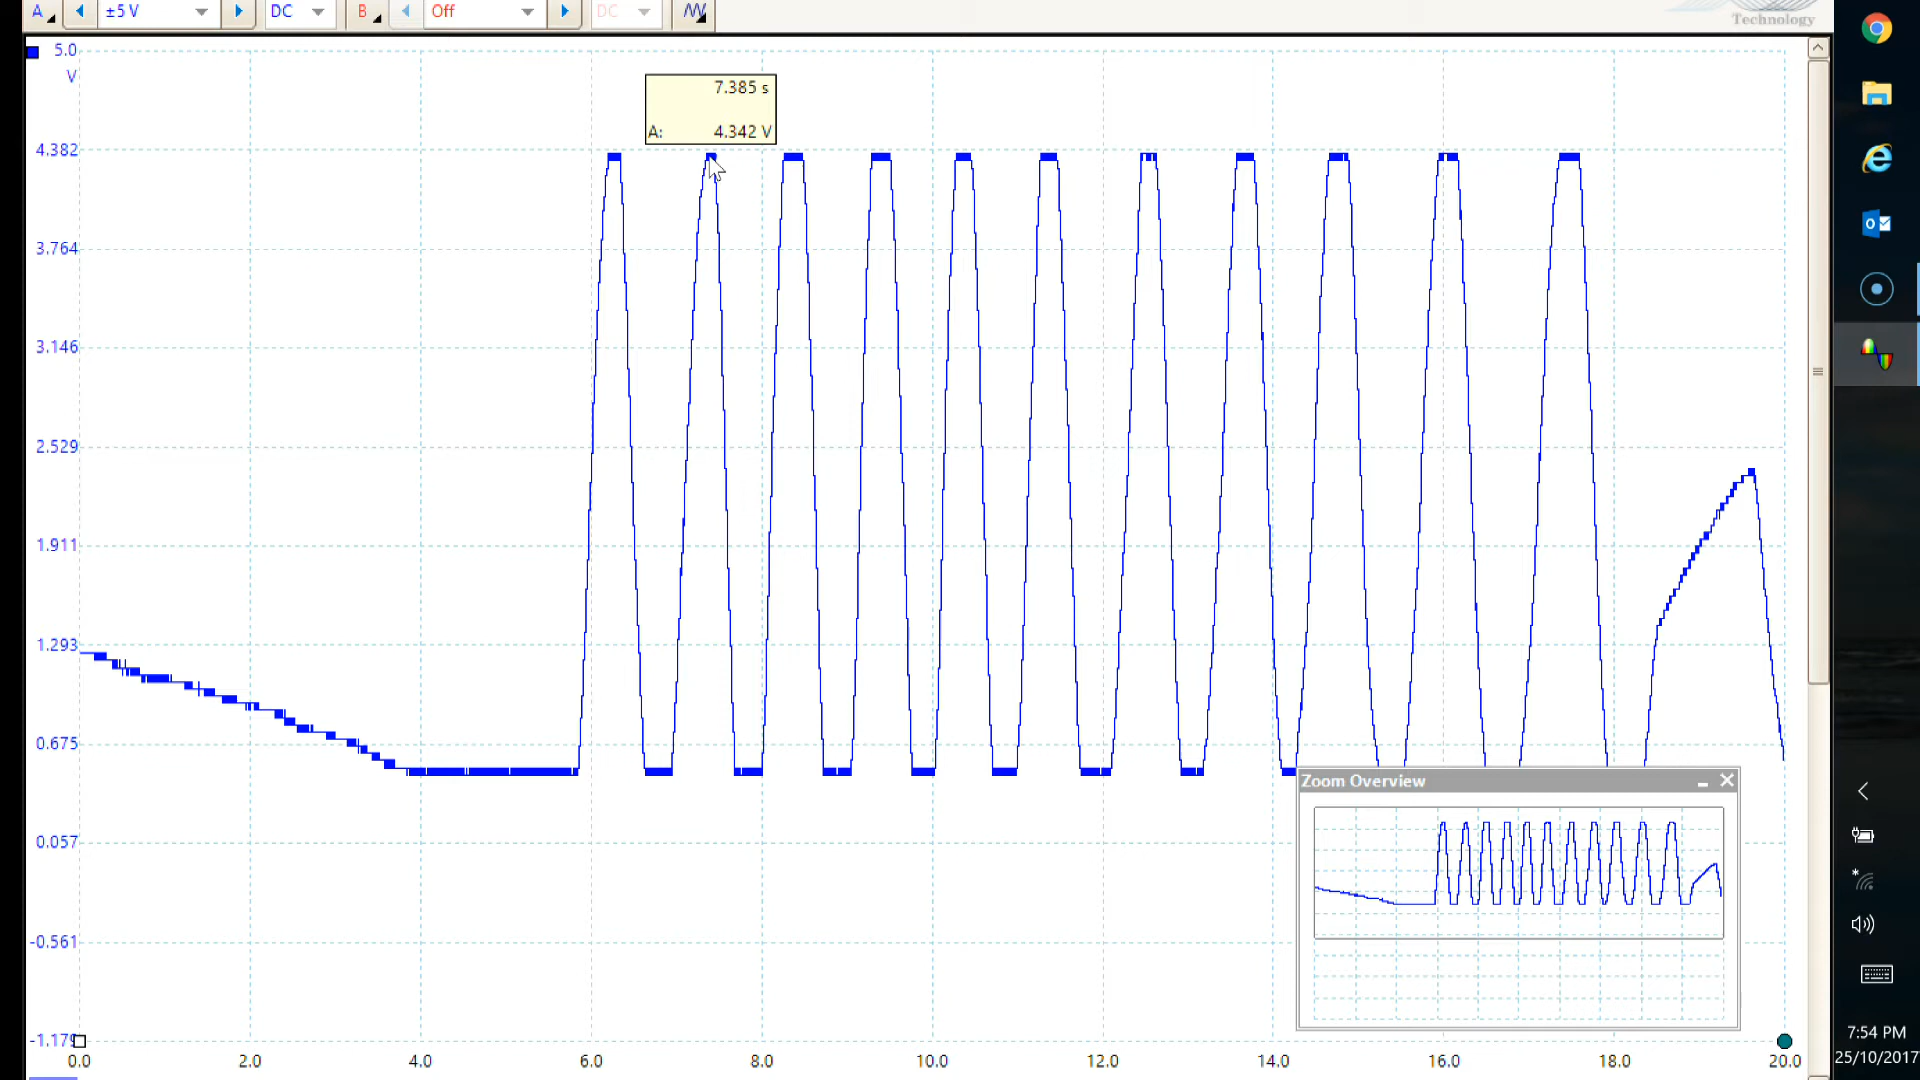 A ±5 V DC B Off DC
Technology
5.0
V
7.385 s
A: 4.342 V
4.382
3.764
3.146
2.529
1.911
1.293
0.675
0.057
-0.561
-1.179
Zoom Overview
0.0 2.0 4.0 6.0 8.0 10.0 12.0 14.0 16.0 18.0 20.0
7:54 PM
25/10/2017